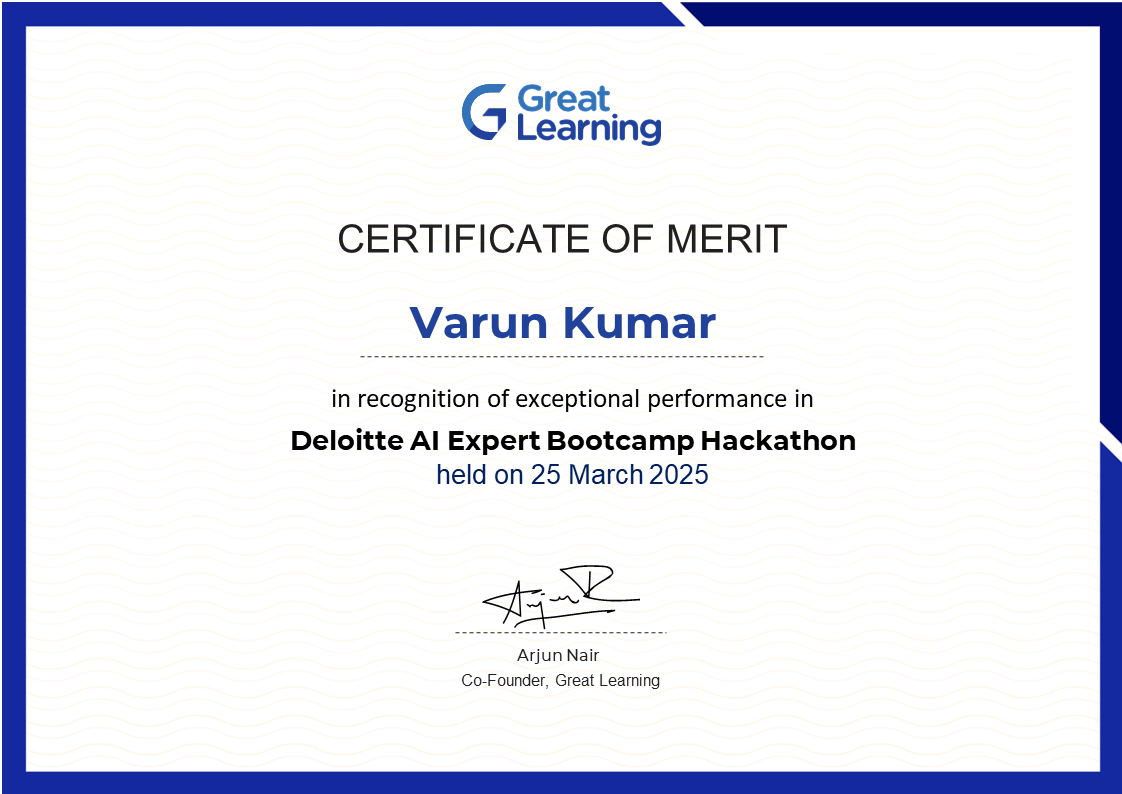 Great
Learning
CERTIFICATE OF MERIT
Varun Kumar
in recognition of exceptional performance in
Deloitte AI Expert Bootcamp Hackathon
held on 25 March 2025
Arjun R
Arjun Nair
Co-Founder, Great Learning